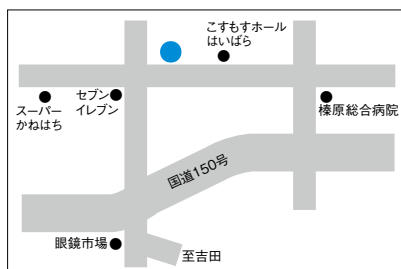 こすもすホール
はいばら
スーパー
かねはち
セブン
イレブン
榛原総合病院
国道150号
眼鏡市場
至吉田